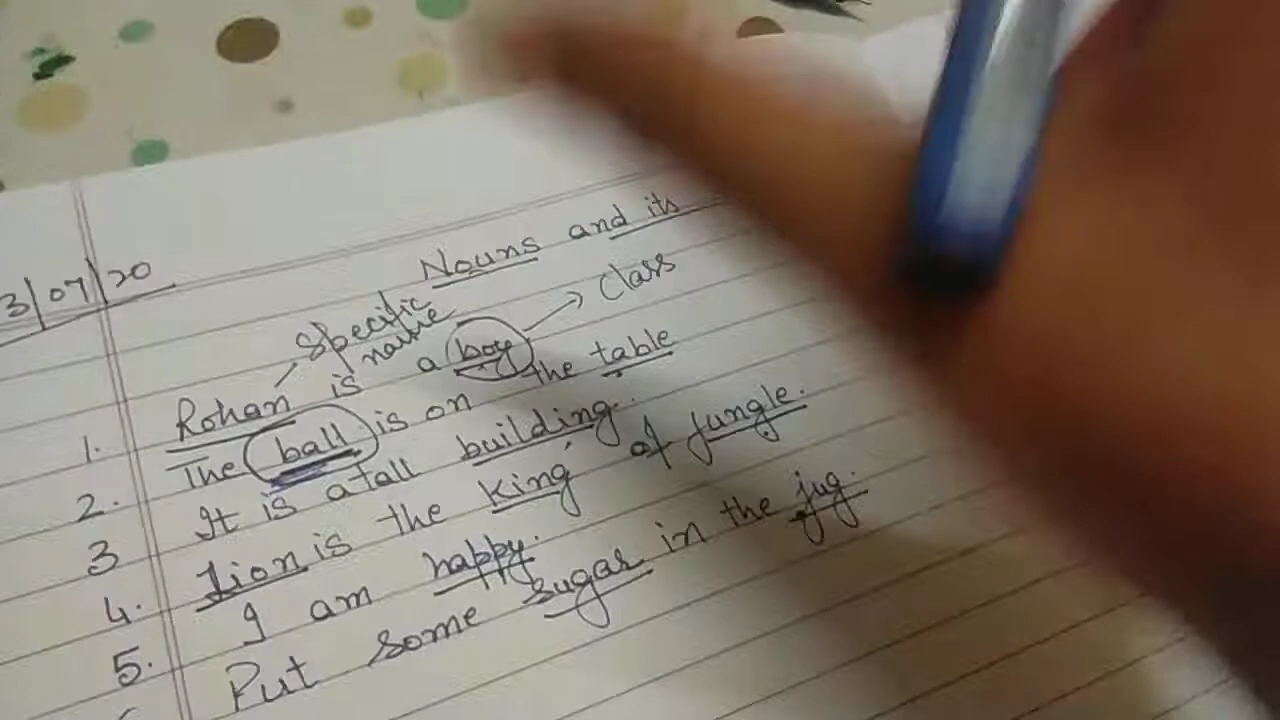 3/07/20
Nouns and its
Specific name
Class
1. Rohan is a boy
2. The ball is on the table
3 It is a tall building.
4. Lion is the king of jungle.
5. I am happy.
Put some sugar in the jug.